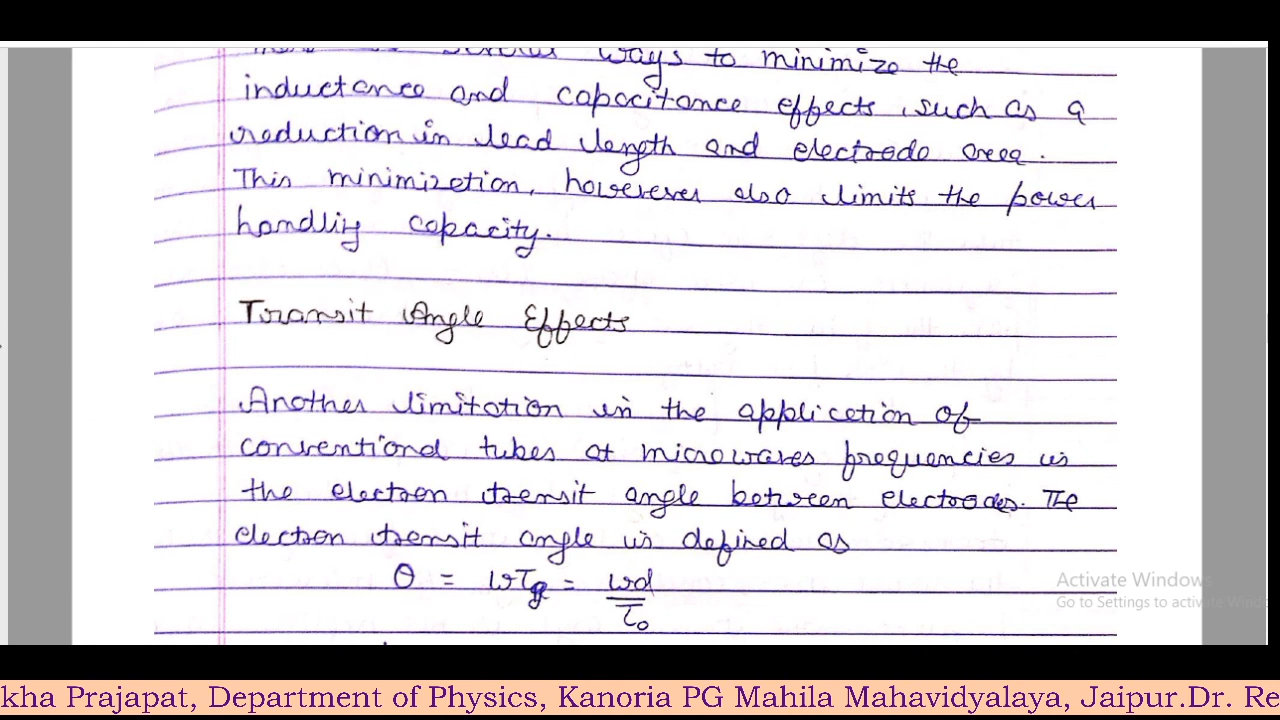 ways to minimize the
inductance and capacitance effects, such as a
reduction in lead length and electrode area.
This minimization, however also limits the power
handliy capacity.
Transit Angle Effects
Another limitation in the application of
conventional tubes at microwaves frequencies is
the electron transit angle between electrodes. The
electron transit angle is defined as
θ = ωτg = ωd
τ₀
Activate Windows
Go to Settings to activate Windows
kha Prajapat, Department of Physics, Kanoria PG Mahila Mahavidyalaya, Jaipur.Dr. Re